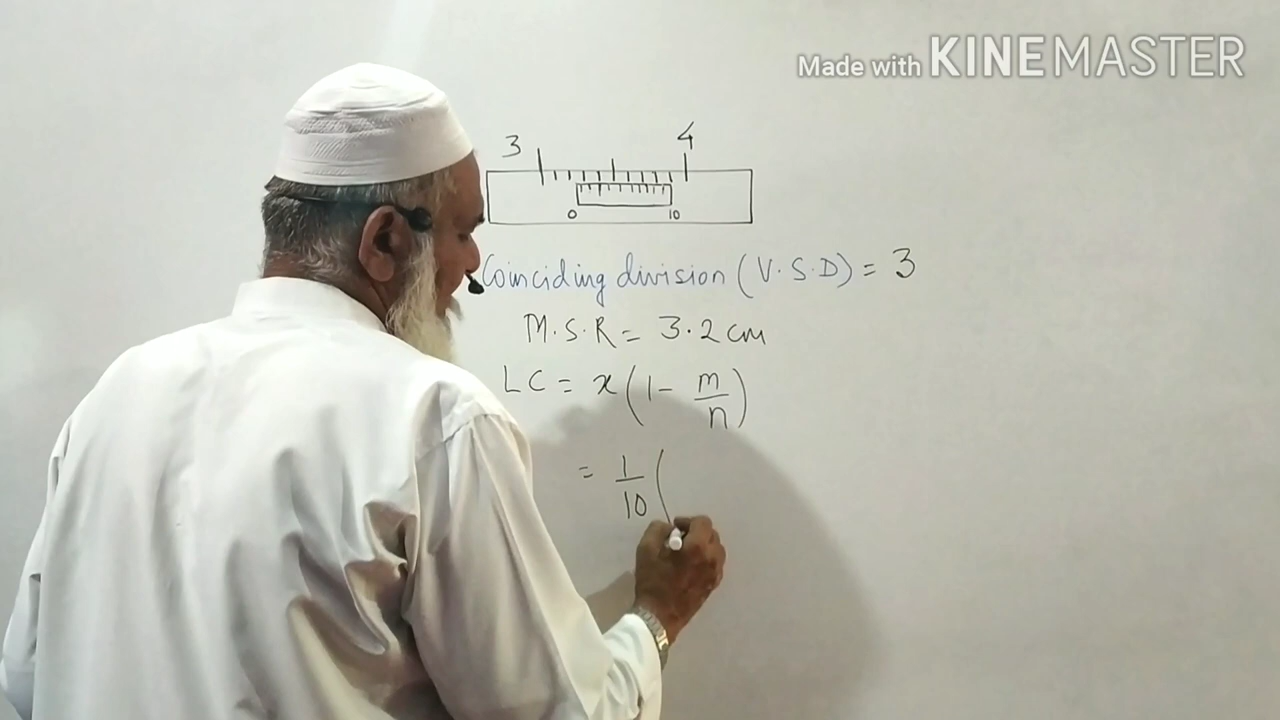 Made with KINEMASTER
3 4
0 10
Coinciding division (V.S.D) = 3
M.S.R = 3.2 cm
LC = x(1 - m/n)
= 1/10 (